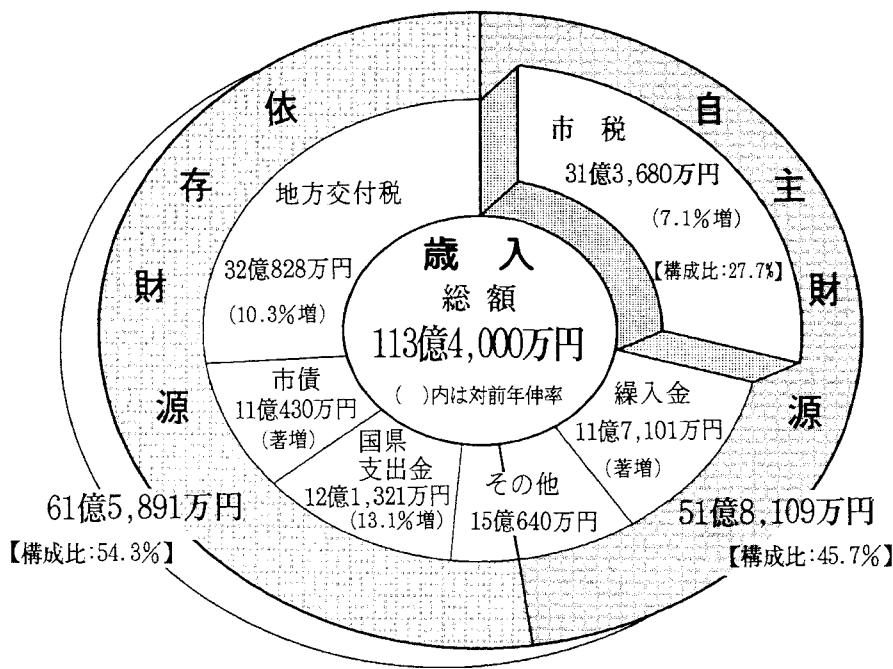 歳入
総額
113億4,000万円
(　)内は対前年伸率
自主財源
51億8,109万円
【構成比:45.7%】
市税
31億3,680万円
(7.1%増)
【構成比:27.7%】
繰入金
11億7,101万円
(著増)
その他
15億640万円
国県
支出金
12億1,321万円
(13.1%増)
市債
11億430万円
(著増)
地方交付税
32億828万円
(10.3%増)
依存財源
61億5,891万円
【構成比:54.3%】